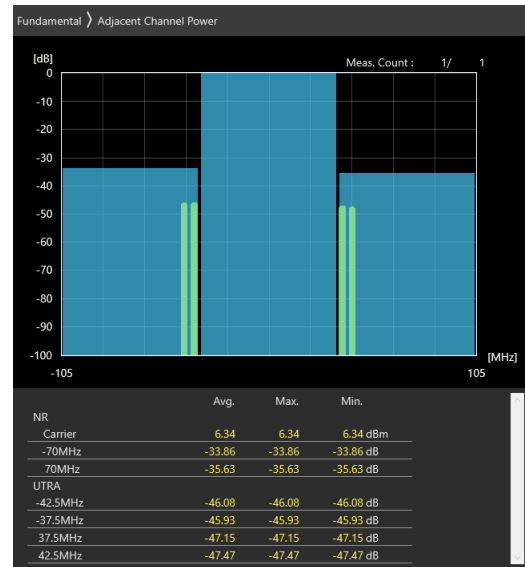 Fundamental ❭ Adjacent Channel Power
[dB]
Meas. Count : 1/ 1
0
-10
-20
-30
-40
-50
-60
-70
-80
-90
-100
[MHz]
-105 105
Avg. Max. Min.
NR
Carrier 6.34 6.34 6.34 dBm
-70MHz -33.86 -33.86 -33.86 dB
70MHz -35.63 -35.63 -35.63 dB
UTRA
-42.5MHz -46.08 -46.08 -46.08 dB
-37.5MHz -45.93 -45.93 -45.93 dB
37.5MHz -47.15 -47.15 -47.15 dB
42.5MHz -47.47 -47.47 -47.47 dB